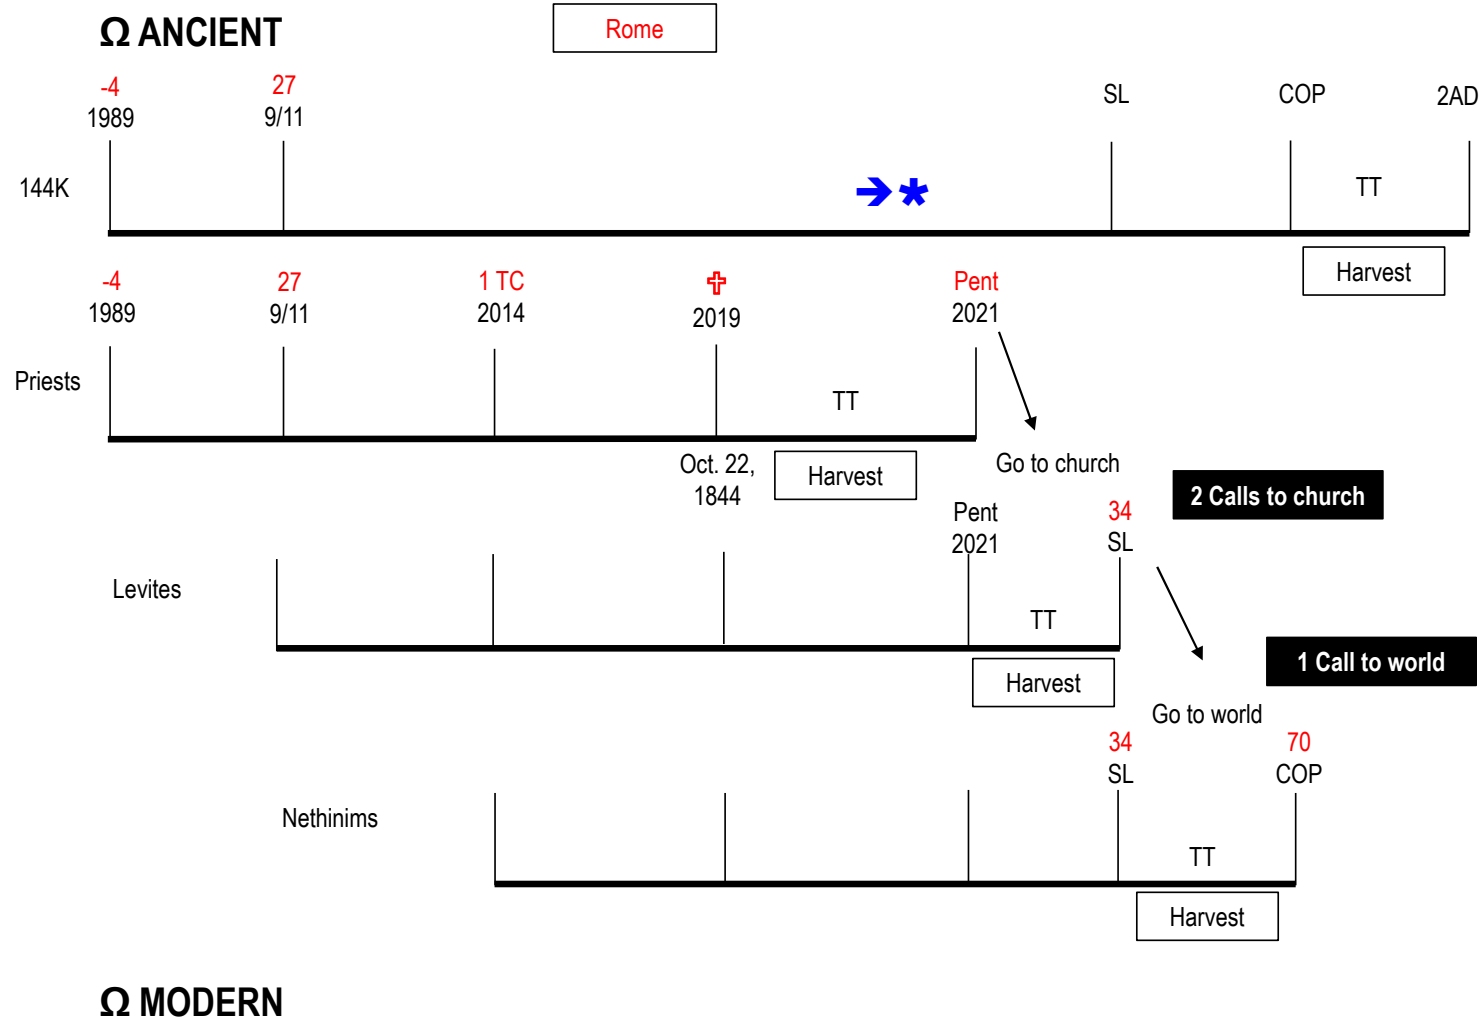 Ω ANCIENT
Rome
-4
1989
27
9/11
SL
COP
2AD
144K
➔*
TT
Harvest
-4
1989
27
9/11
1 TC
2014
✞
2019
Pent
2021
Priests
TT
Oct. 22,
1844
Harvest
Go to church
2 Calls to church
Pent
2021
34
SL
Levites
TT
Harvest
1 Call to world
Go to world
34
SL
70
COP
Nethinims
TT
Harvest
Ω MODERN